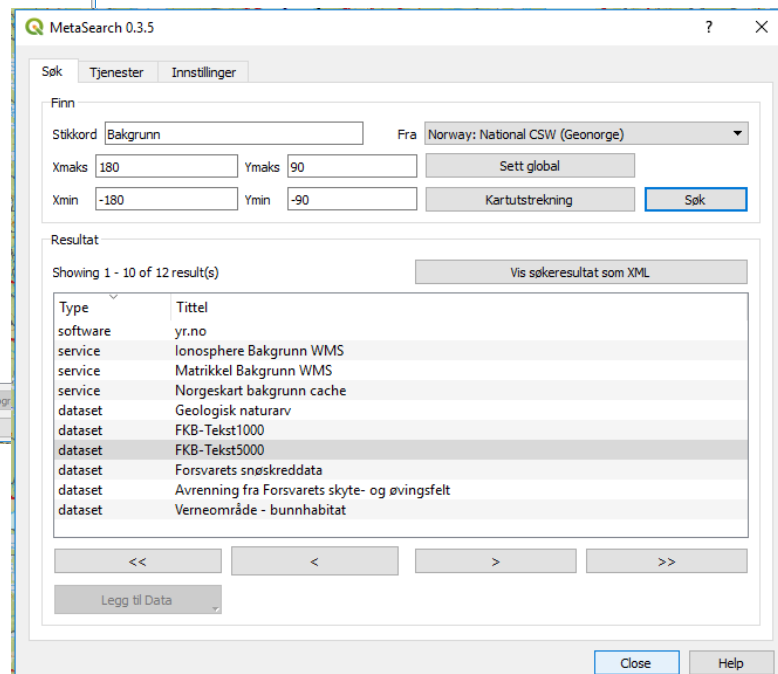 MetaSearch 0.3.5 ? X
Søk Tjenester Innstillinger
Finn
Stikkord Bakgrunn Fra Norway: National CSW (Geonorge)
Xmaks 180 Ymaks 90 Sett global
Xmin -180 Ymin -90 Kartutstrekning Søk
Resultat
Showing 1 - 10 of 12 result(s) Vis søkeresultat som XML
Type Tittel
software yr.no
service Ionosphere Bakgrunn WMS
service Matrikkel Bakgrunn WMS
service Norgeskart bakgrunn cache
dataset Geologisk naturarv
dataset FKB-Tekst1000
dataset FKB-Tekst5000
dataset Forsvarets snøskreddata
dataset Avrenning fra Forsvarets skyte- og øvingsfelt
dataset Verneområde - bunnhabitat
<< < > >>
Legg til Data
Close Help